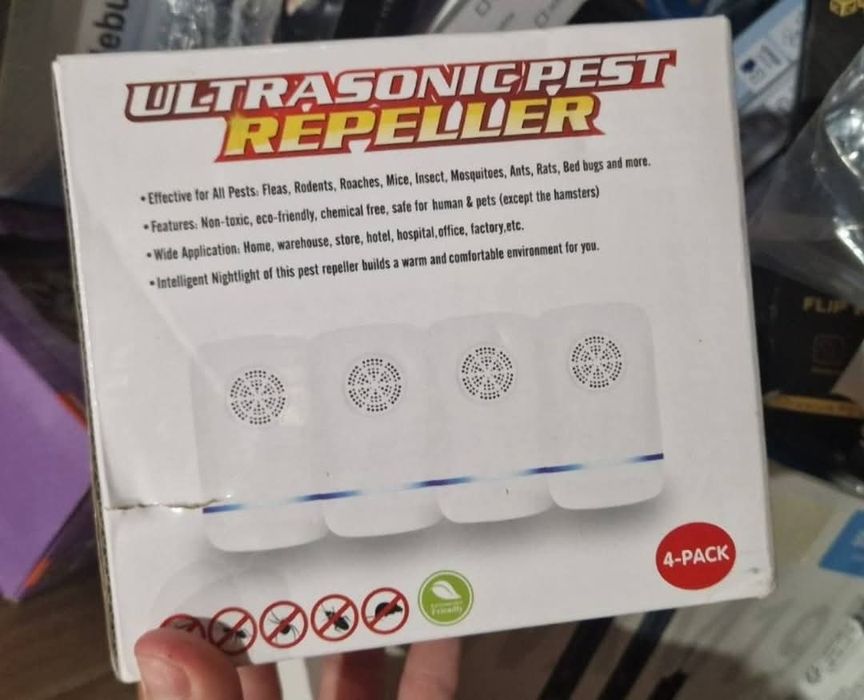 ULTRASONIC PEST
REPELLER
• Effective for All Pests: Fleas, Rodents, Roaches, Mice, Insect, Mosquitoes, Ants, Rats, Bed bugs and more.
• Features: Non-toxic, eco-friendly, chemical free, safe for human & pets (except the hamsters)
• Wide Application: Home, warehouse, store, hotel, hospital,office, factory,etc.
• Intelligent Nightlight of this pest repeller builds a warm and comfortable environment for you.
4-PACK
Friendly
FLIP